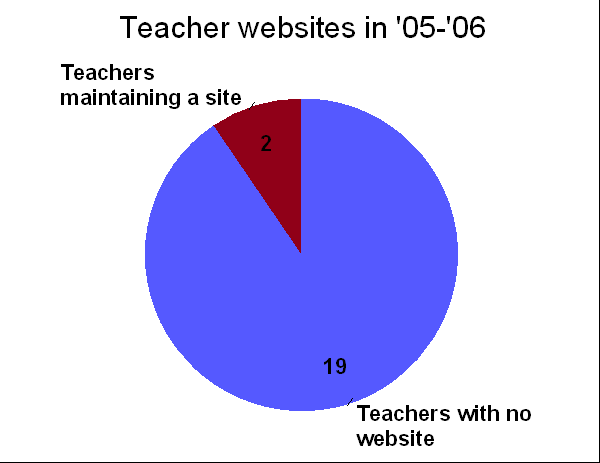 Teacher websites in '05-'06
Teachers
maintaining a site
2
19
Teachers with no
website